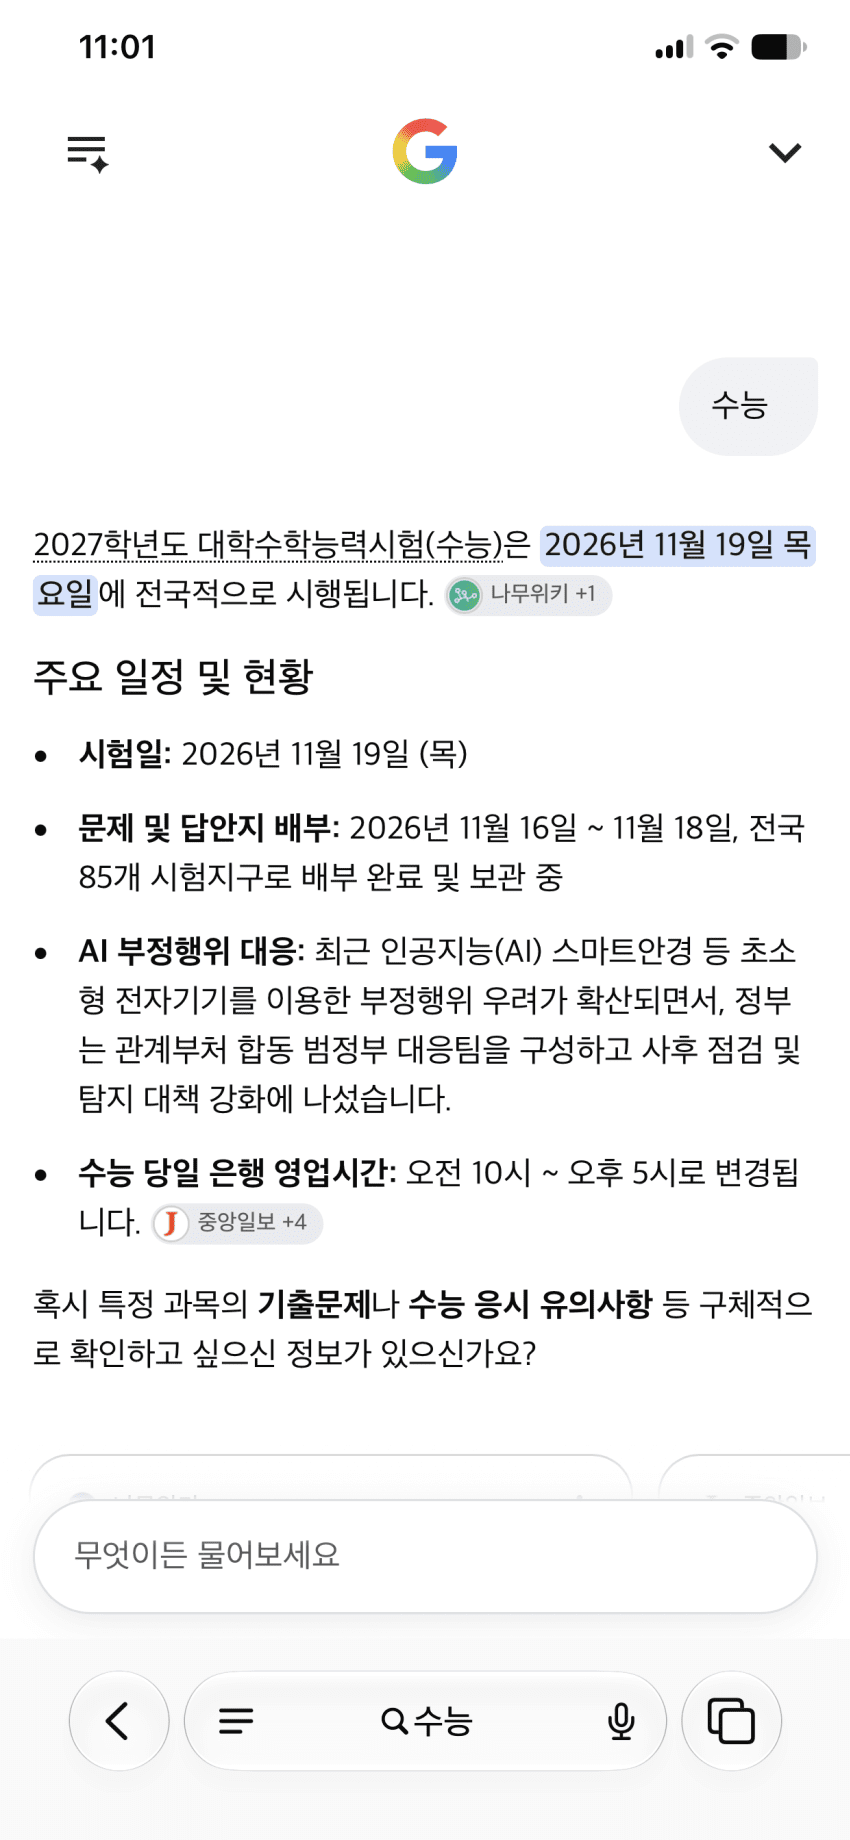 11:01
수능
2027학년도 대학수학능력시험(수능)은 2026년 11월 19일 목
요일에 전국적으로 시행됩니다. 나무위키 +1
주요 일정 및 현황
• 시험일: 2026년 11월 19일 (목)
• 문제 및 답안지 배부: 2026년 11월 16일 ~ 11월 18일, 전국
85개 시험지구로 배부 완료 및 보관 중
• AI 부정행위 대응: 최근 인공지능(AI) 스마트안경 등 초소
형 전자기기를 이용한 부정행위 우려가 확산되면서, 정부
는 관계부처 합동 범정부 대응팀을 구성하고 사후 점검 및
탐지 대책 강화에 나섰습니다.
• 수능 당일 은행 영업시간: 오전 10시 ~ 오후 5시로 변경됩
니다. J 중앙일보 +4
혹시 특정 과목의 기출문제나 수능 응시 유의사항 등 구체적으
로 확인하고 싶으신 정보가 있으신가요?
무엇이든 물어보세요
수능